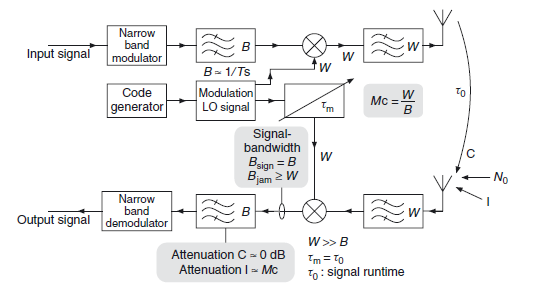 Input signal
Narrow
band
modulator
B
B ≈ 1/Ts
W
W
W
Code
generator
Modulation
LO signal
τm
Mc = W
B
τ0
Signal-
bandwidth
Bsign = B
Bjam ≥ W
W
C
N0
I
Output signal
Narrow
band
demodulator
B
W
Attenuation C ≈ 0 dB
Attenuation I ≈ Mc
W >> B
τm = τ0
τ0 : signal runtime